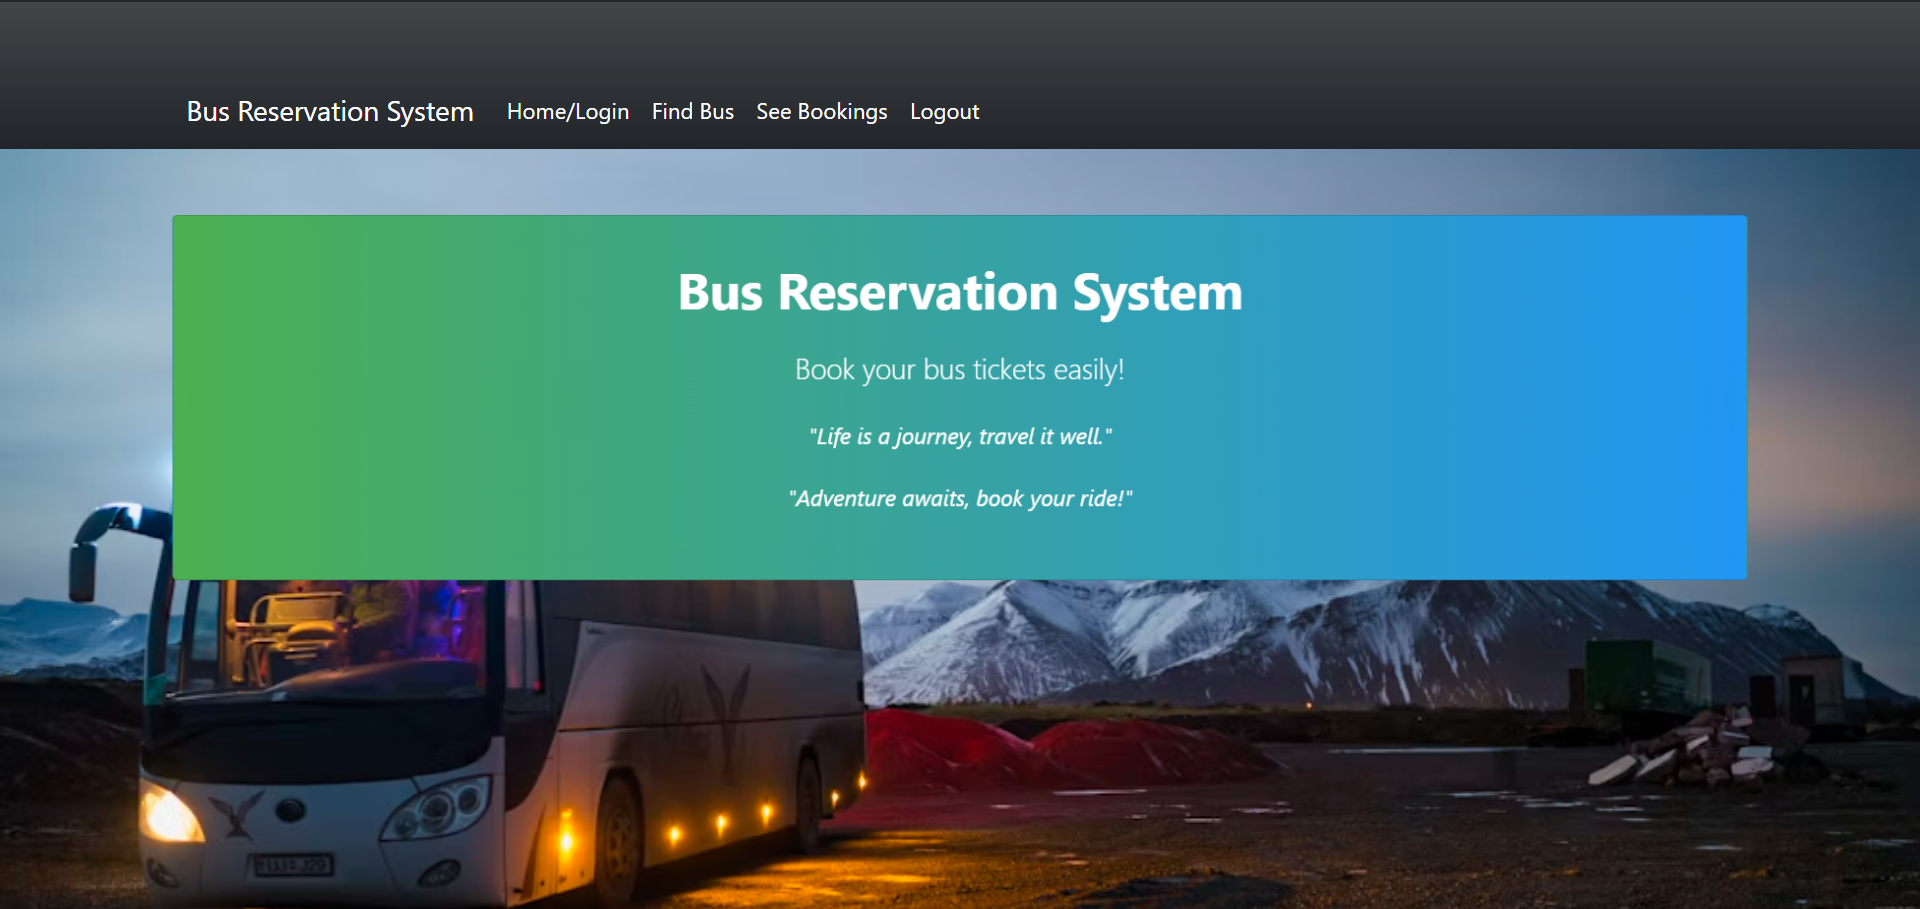 Bus Reservation System Home/Login Find Bus See Bookings Logout
Bus Reservation System
Book your bus tickets easily!
"Life is a journey, travel it well."
"Adventure awaits, book your ride!"